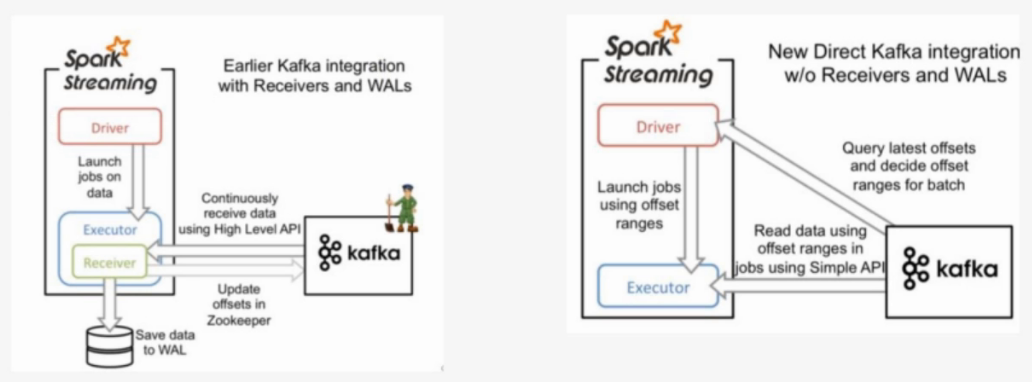 Spark
Streaming
Earlier Kafka integration
with Receivers and WALs
Driver
Launch
jobs on
data
Continuously
receive data
using High Level API
Executor
Receiver
kafka
Update
offsets in
Zookeeper
Save data
to WAL
Spark
Streaming
New Direct Kafka integration
w/o Receivers and WALs
Driver
Query latest offsets
and decide offset
ranges for batch
Launch jobs
using offset
ranges
Read data using
offset ranges in
jobs using Simple API
Executor
kafka